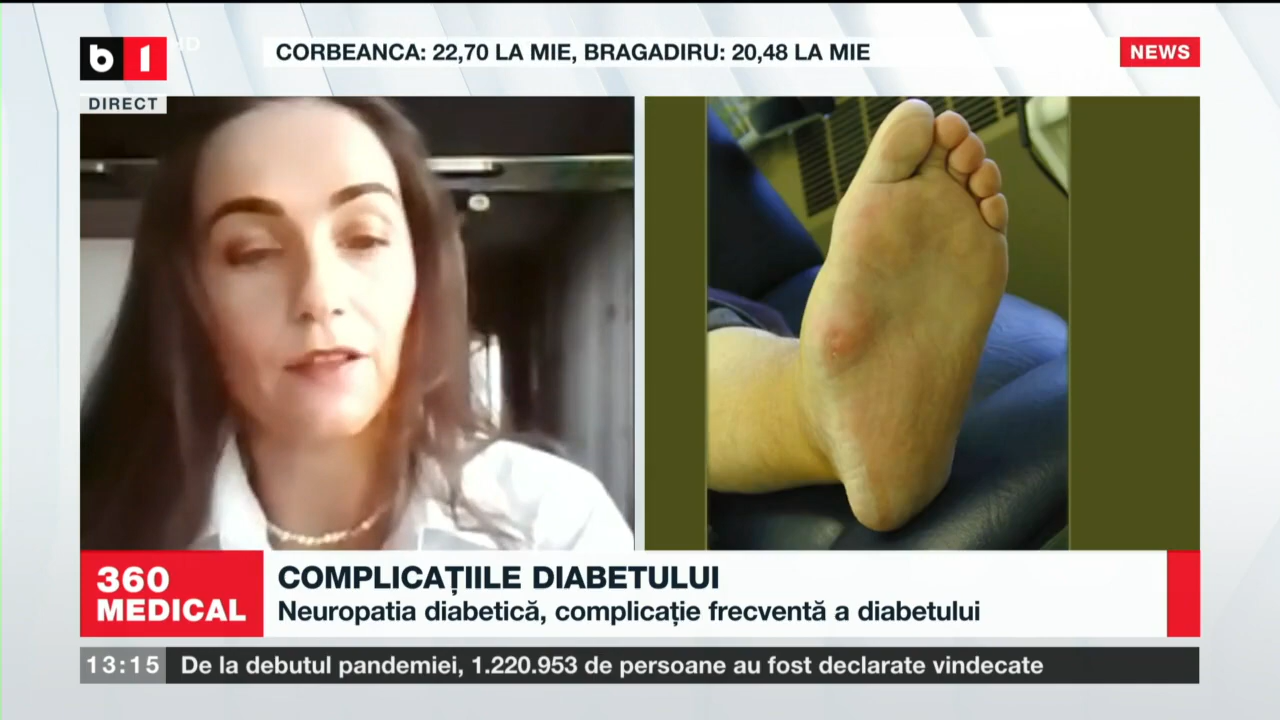 b1
HD
CORBEANCA: 22,70 LA MIE, BRAGADIRU: 20,48 LA MIE
NEWS
DIRECT
360
MEDICAL
COMPLICAȚIILE DIABETULUI
Neuropatia diabetică, complicație frecventă a diabetului
13:15 De la debutul pandemiei, 1.220.953 de persoane au fost declarate vindecate